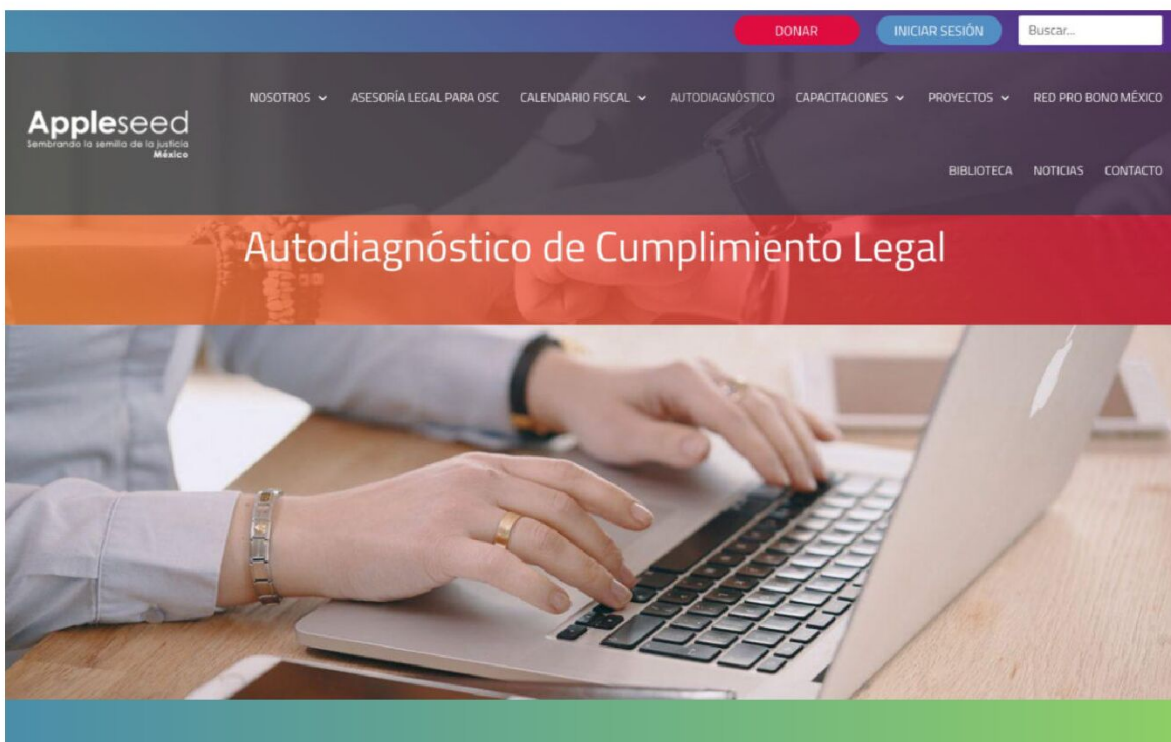 DONAR INICIAR SESIÓN Buscar...
NOSOTROS ASESORÍA LEGAL PARA OSC CALENDARIO FISCAL AUTODIAGNÓSTICO CAPACITACIONES PROYECTOS RED PRO BONO MÉXICO
Appleseed
Sembrando la semilla de la justicia
México
BIBLIOTECA NOTICIAS CONTACTO
Autodiagnóstico de Cumplimiento Legal